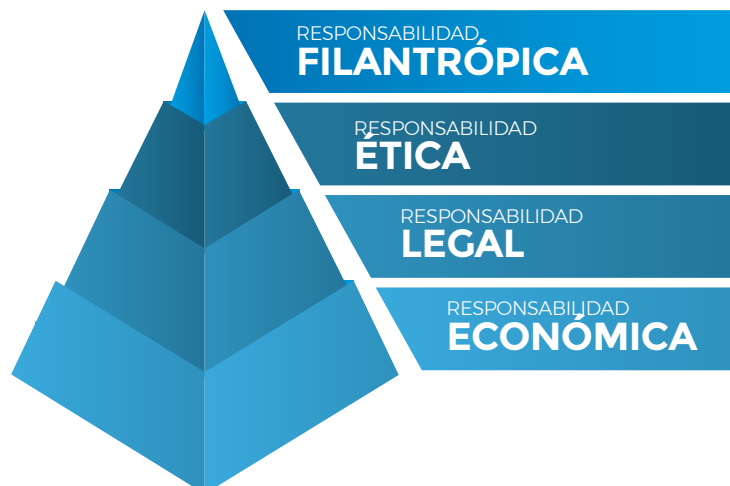 RESPONSABILIDAD
FILANTRÓPICA
RESPONSABILIDAD
ÉTICA
RESPONSABILIDAD
LEGAL
RESPONSABILIDAD
ECONÓMICA